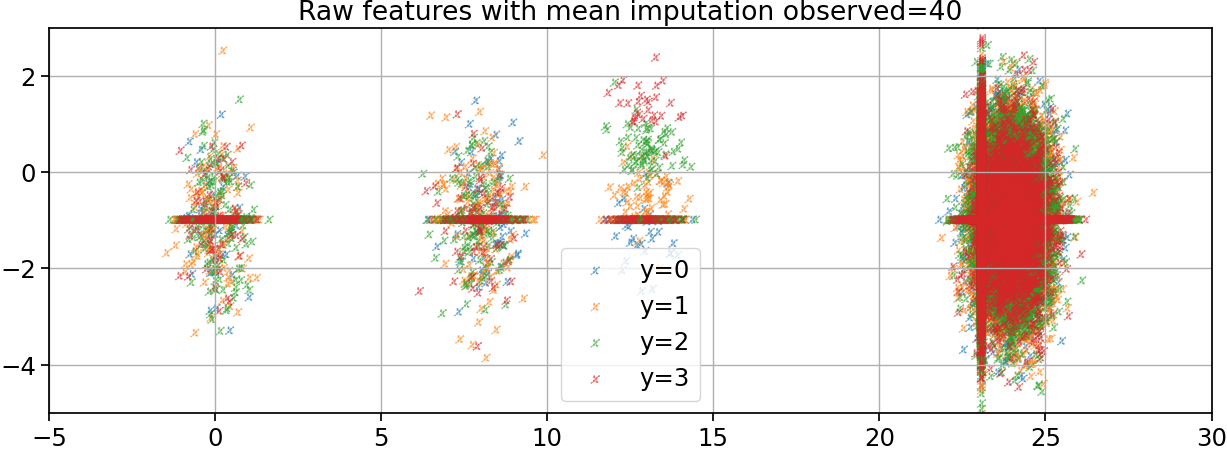 Raw features with mean imputation observed=40
2
0
−2
−4
y=0
y=1
y=2
y=3
−5
0
5
10
15
20
25
30